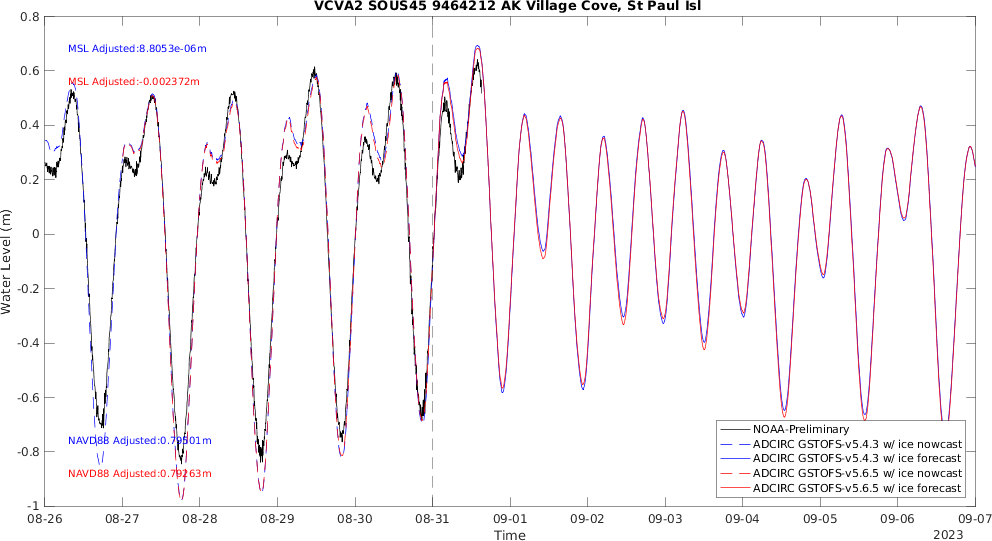 VCVA2 SOUS45 9464212 AK Village Cove, St Paul Isl
0.8
0.6
0.4
0.2
0
-0.2
-0.4
-0.6
-0.8
-1
Water Level (m)
MSL Adjusted:8.8053e-06m
MSL Adjusted:-0.002372m
NAVD88 Adjusted:0.79501m
NAVD88 Adjusted:0.79263m
NOAA-Preliminary
ADCIRC GSTOFS-v5.4.3 w/ ice nowcast
ADCIRC GSTOFS-v5.4.3 w/ ice forecast
ADCIRC GSTOFS-v5.6.5 w/ ice nowcast
ADCIRC GSTOFS-v5.6.5 w/ ice forecast
08-26 08-27 08-28 08-29 08-30 08-31 09-01 09-02 09-03 09-04 09-05 09-06 09-07
Time
2023